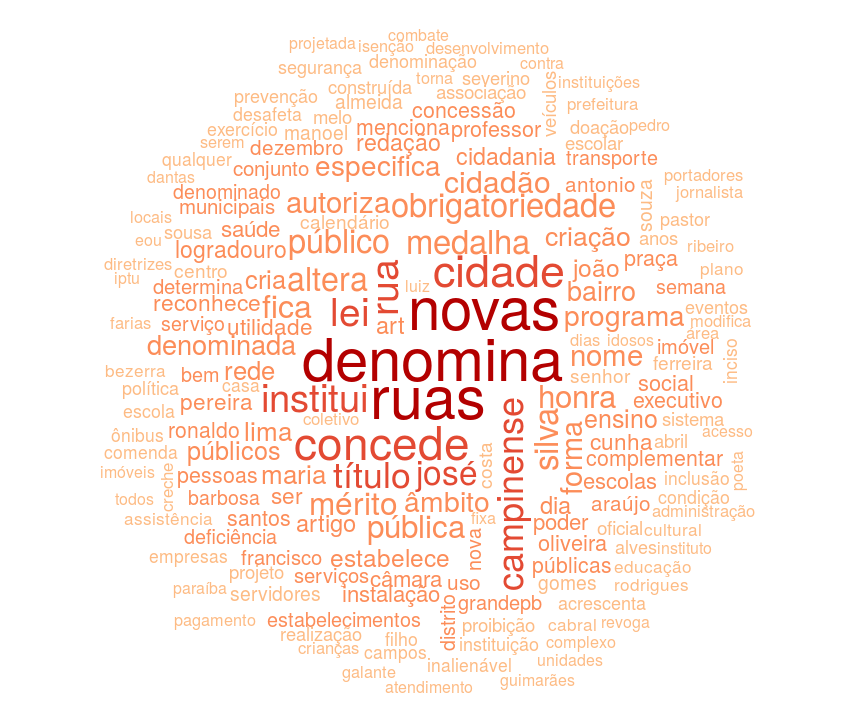 combate
projetada isenção desenvolvimento
segurança denominação contra
torna severino instituições
prevenção construída associação veículos
desafeta almeida concessão prefeitura
exercício manoel melo menciona professor doação pedro
serem dezembro redação escolar
qualquer conjunto especifica cidadania transporte
dantas denominado cidadão antonio portadores
municipais autoriza obrigatoriedade souza jornalista
locais sousa saúde calendário pastor
eou logradouro público medalha criação anos ribeiro
diretrizes centro rua cidade joão praça plano
iptu determina cria altera luiz bairro semana
reconhece fica lei novas programa eventos
farias serviço utilidade art modifica
denominada dias idosos imóvel área
bezerra bem rede denomina nome senhor ferreira inciso
política casa social
escola pereira institui ruas honra executivo
ônibus ronaldo lima coletivo campinense silva forma ensino sistema acesso
comenda públicos concede costa cunha abril
imóveis creche pessoas maria título josé complementar poeta
todos barbosa ser mérito âmbito dia escolas inclusão condição
assistência santos artigo pública fixa poder araújo administração
deficiência nova oliveira oficial cultural
empresas francisco estabelece públicas alves instituto
projeto serviços câmara uso gomes educação
paraíba servidores instalação distrito grandepb rodrigues
pagamento estabelecimentos proibição acrescenta cabral revoga
realização filho instituição complexo
crianças campos inalienável unidades
galante atendimento guimarães